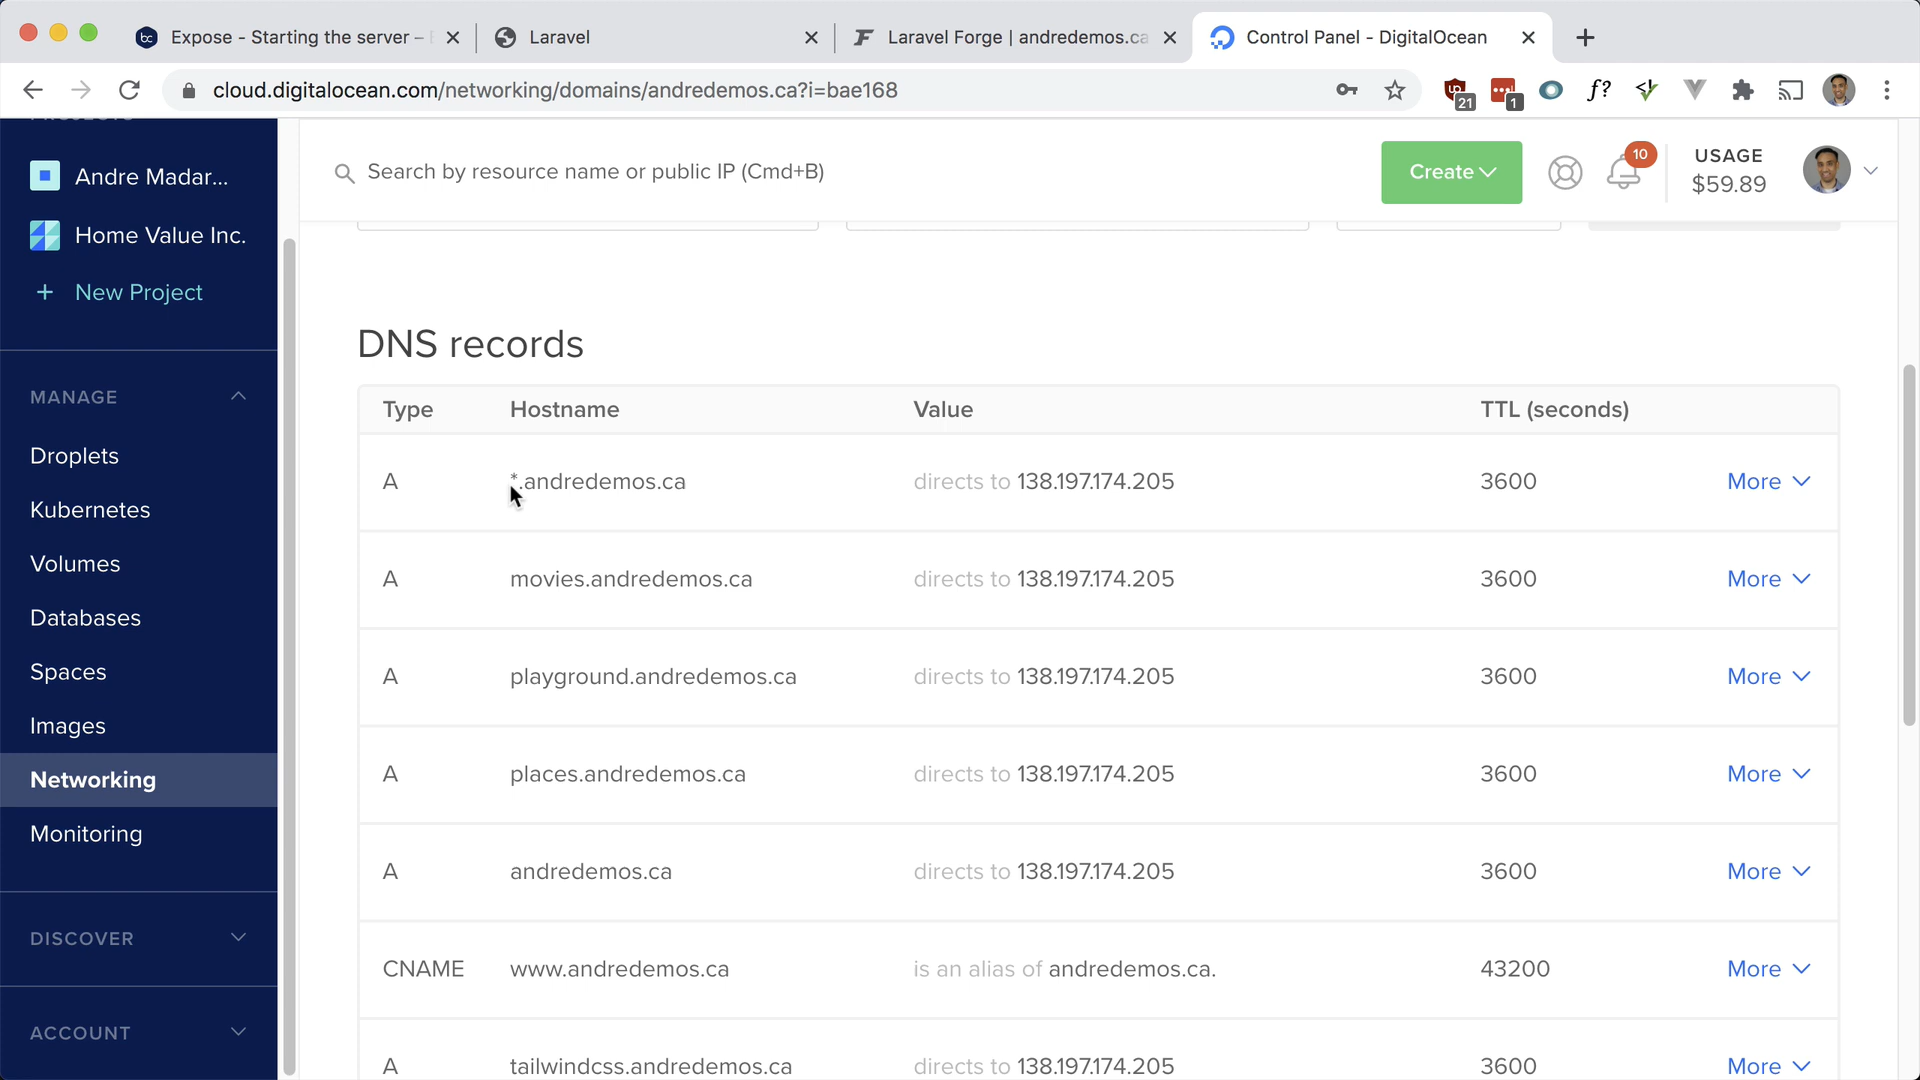 Expose - Starting the server –
Laravel
Laravel Forge | andredemos.ca
Control Panel - DigitalOcean
cloud.digitalocean.com/networking/domains/andredemos.ca?i=bae168
21
1
f?
Andre Madar...
Home Value Inc.
+ New Project
MANAGE
Droplets
Kubernetes
Volumes
Databases
Spaces
Images
Networking
Monitoring
DISCOVER
ACCOUNT
Search by resource name or public IP (Cmd+B)
Create
10
USAGE
$59.89
DNS records
Type Hostname Value TTL (seconds)
A *.andredemos.ca directs to 138.197.174.205 3600 More
A movies.andredemos.ca directs to 138.197.174.205 3600 More
A playground.andredemos.ca directs to 138.197.174.205 3600 More
A places.andredemos.ca directs to 138.197.174.205 3600 More
A andredemos.ca directs to 138.197.174.205 3600 More
CNAME www.andredemos.ca is an alias of andredemos.ca. 43200 More
A tailwindcss.andredemos.ca directs to 138.197.174.205 3600 More